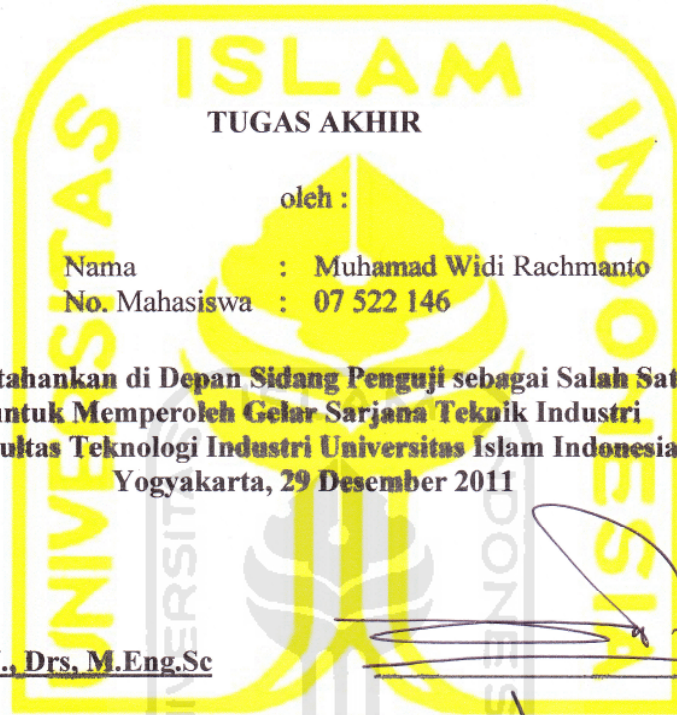 ISLAM
UNIVERSITAS
INDONESIA
TUGAS AKHIR
oleh :
Nama : Muhamad Widi Rachmanto
No. Mahasiswa : 07 522 146
tahankan di Depan Sidang Penguji sebagai Salah Sat
untuk Memperoleh Gelar Sarjana Teknik Industri
ultas Teknologi Industri Universitas Islam Indonesia
Yogyakarta, 29 Desember 2011
., Drs, M.Eng.Sc